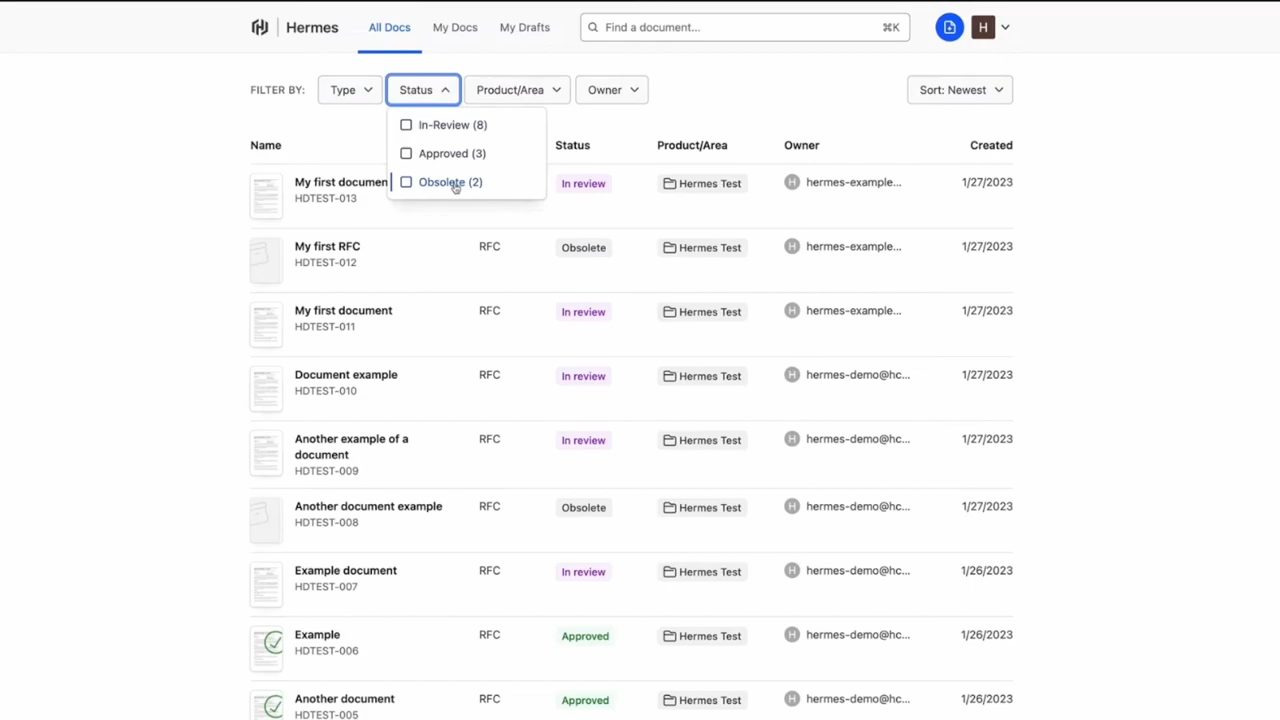 Hermes
All Docs
My Docs
My Drafts
Find a document...
⌘K
H
FILTER BY:
Type
Status
Product/Area
Owner
Sort: Newest
In-Review (8)
Approved (3)
Obsolete (2)
Name
Status
Product/Area
Owner
Created
My first documen
HDTEST-013
In review
Hermes Test
H hermes-example...
1/27/2023
My first RFC
HDTEST-012
RFC
Obsolete
Hermes Test
H hermes-example...
1/27/2023
My first document
HDTEST-011
RFC
In review
Hermes Test
H hermes-example...
1/27/2023
Document example
HDTEST-010
RFC
In review
Hermes Test
H hermes-demo@hc...
1/27/2023
Another example of a
document
HDTEST-009
RFC
In review
Hermes Test
H hermes-demo@hc...
1/27/2023
Another document example
HDTEST-008
RFC
Obsolete
Hermes Test
H hermes-demo@hc...
1/27/2023
Example document
HDTEST-007
RFC
In review
Hermes Test
H hermes-demo@hc...
1/26/2023
Example
HDTEST-006
RFC
Approved
Hermes Test
H hermes-demo@hc...
1/26/2023
Another document
HDTEST-005
RFC
Approved
Hermes Test
H hermes-demo@hc...
1/26/2023